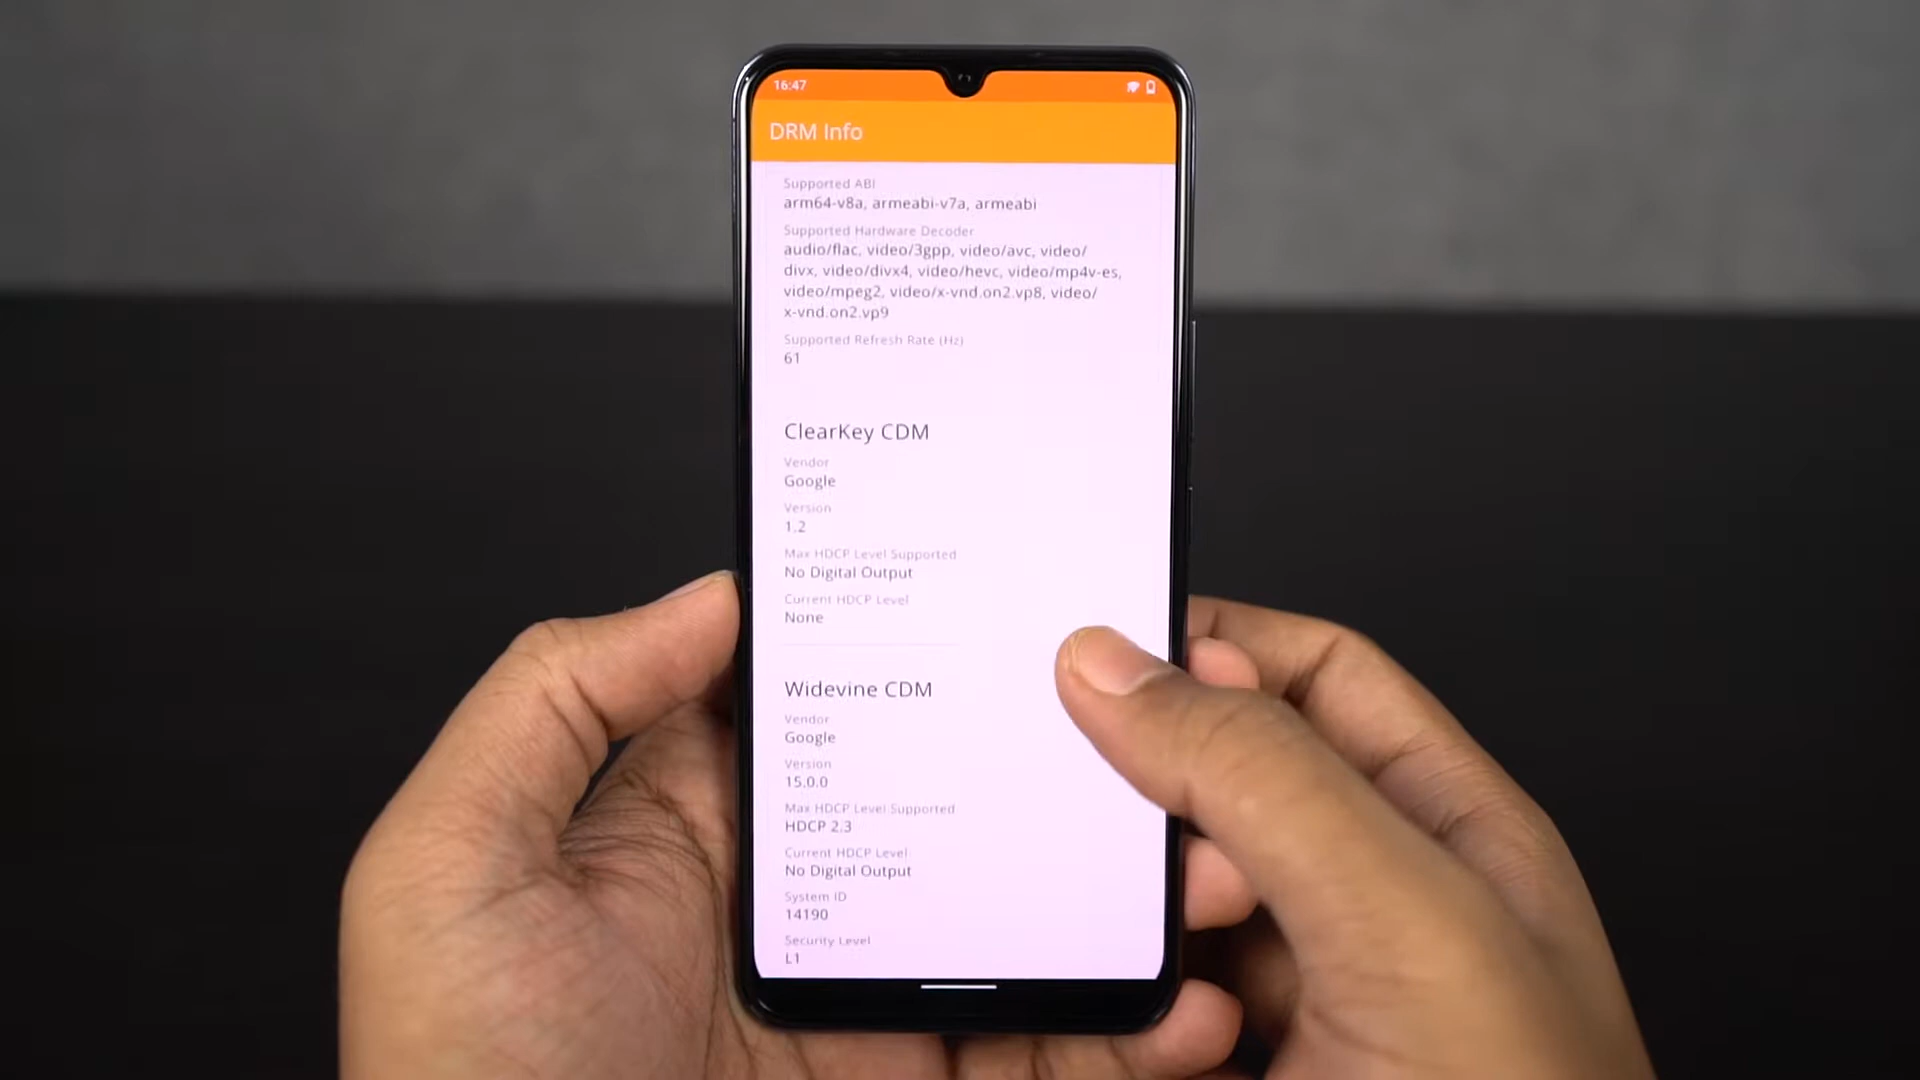 16:47
DRM Info
Supported ABI
arm64-v8a, armeabi-v7a, armeabi
Supported Hardware Decoder
audio/flac, video/3gpp, video/avc, video/
divx, video/divx4, video/hevc, video/mp4v-es,
video/mpeg2, video/x-vnd.on2.vp8, video/
x-vnd.on2.vp9
Supported Refresh Rate (Hz)
61
ClearKey CDM
Vendor
Google
Version
1.2
Max HDCP Level Supported
No Digital Output
Current HDCP Level
None
Widevine CDM
Vendor
Google
Version
15.0.0
Max HDCP Level Supported
HDCP 2.3
Current HDCP Level
No Digital Output
System ID
14190
Security Level
L1